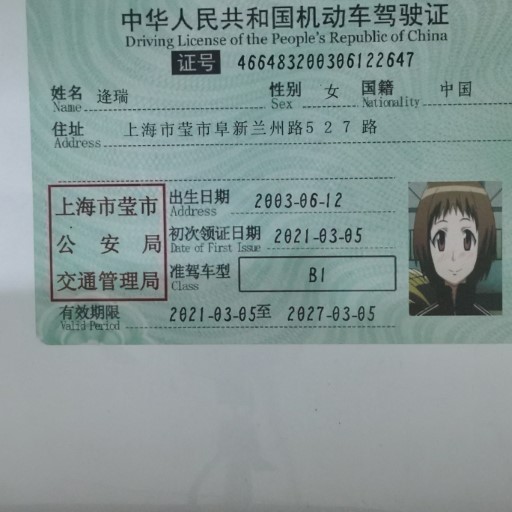 中华人民共和国机动车驾驶证
Driving License of the People's Republic of China
证号 466483200306122647
姓名 逢瑞 性别 女 国籍 中国
Name Sex Nationality
住址 上海市莹市阜新兰州路527路
Address
上海市莹市
公安局
交通管理局
出生日期 2003-06-12
Address
初次领证日期 2021-03-05
Date of First Issue
准驾车型 B1
Class
有效期限 2021-03-05至 2027-03-05
Valid Period